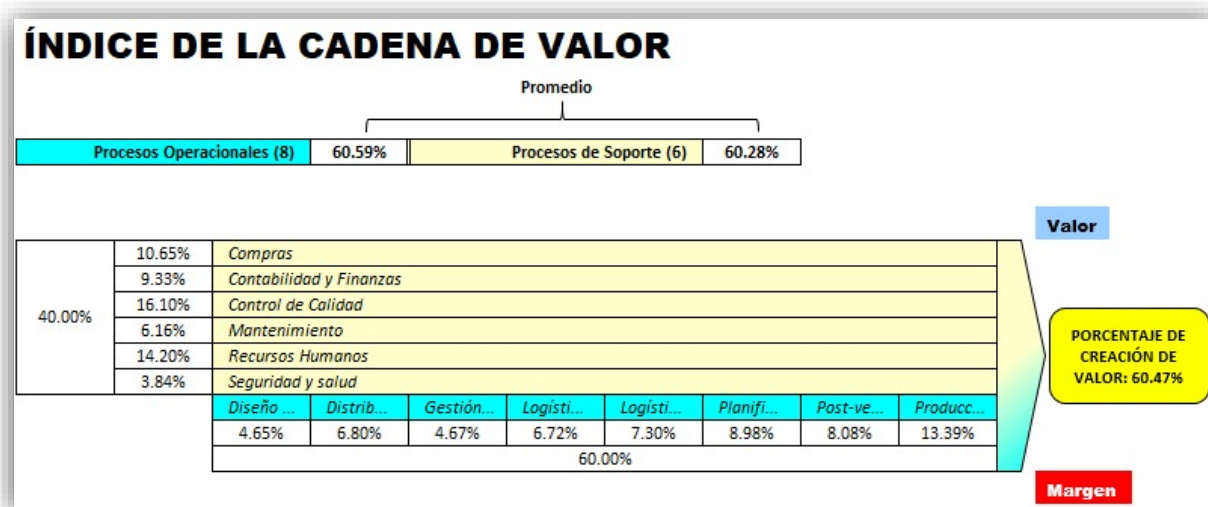 ÍNDICE DE LA CADENA DE VALOR
Promedio
Procesos Operacionales (8) 60.59% Procesos de Soporte (6) 60.28%
Valor
40.00%
10.65% Compras
9.33% Contabilidad y Finanzas
16.10% Control de Calidad
6.16% Mantenimiento
14.20% Recursos Humanos
3.84% Seguridad y salud
PORCENTAJE DE
CREACIÓN DE
VALOR: 60.47%
Diseño ... Distrib... Gestión... Logísti... Logísti... Planifi... Post-ve... Producc...
4.65% 6.80% 4.67% 6.72% 7.30% 8.98% 8.08% 13.39%
60.00%
Margen